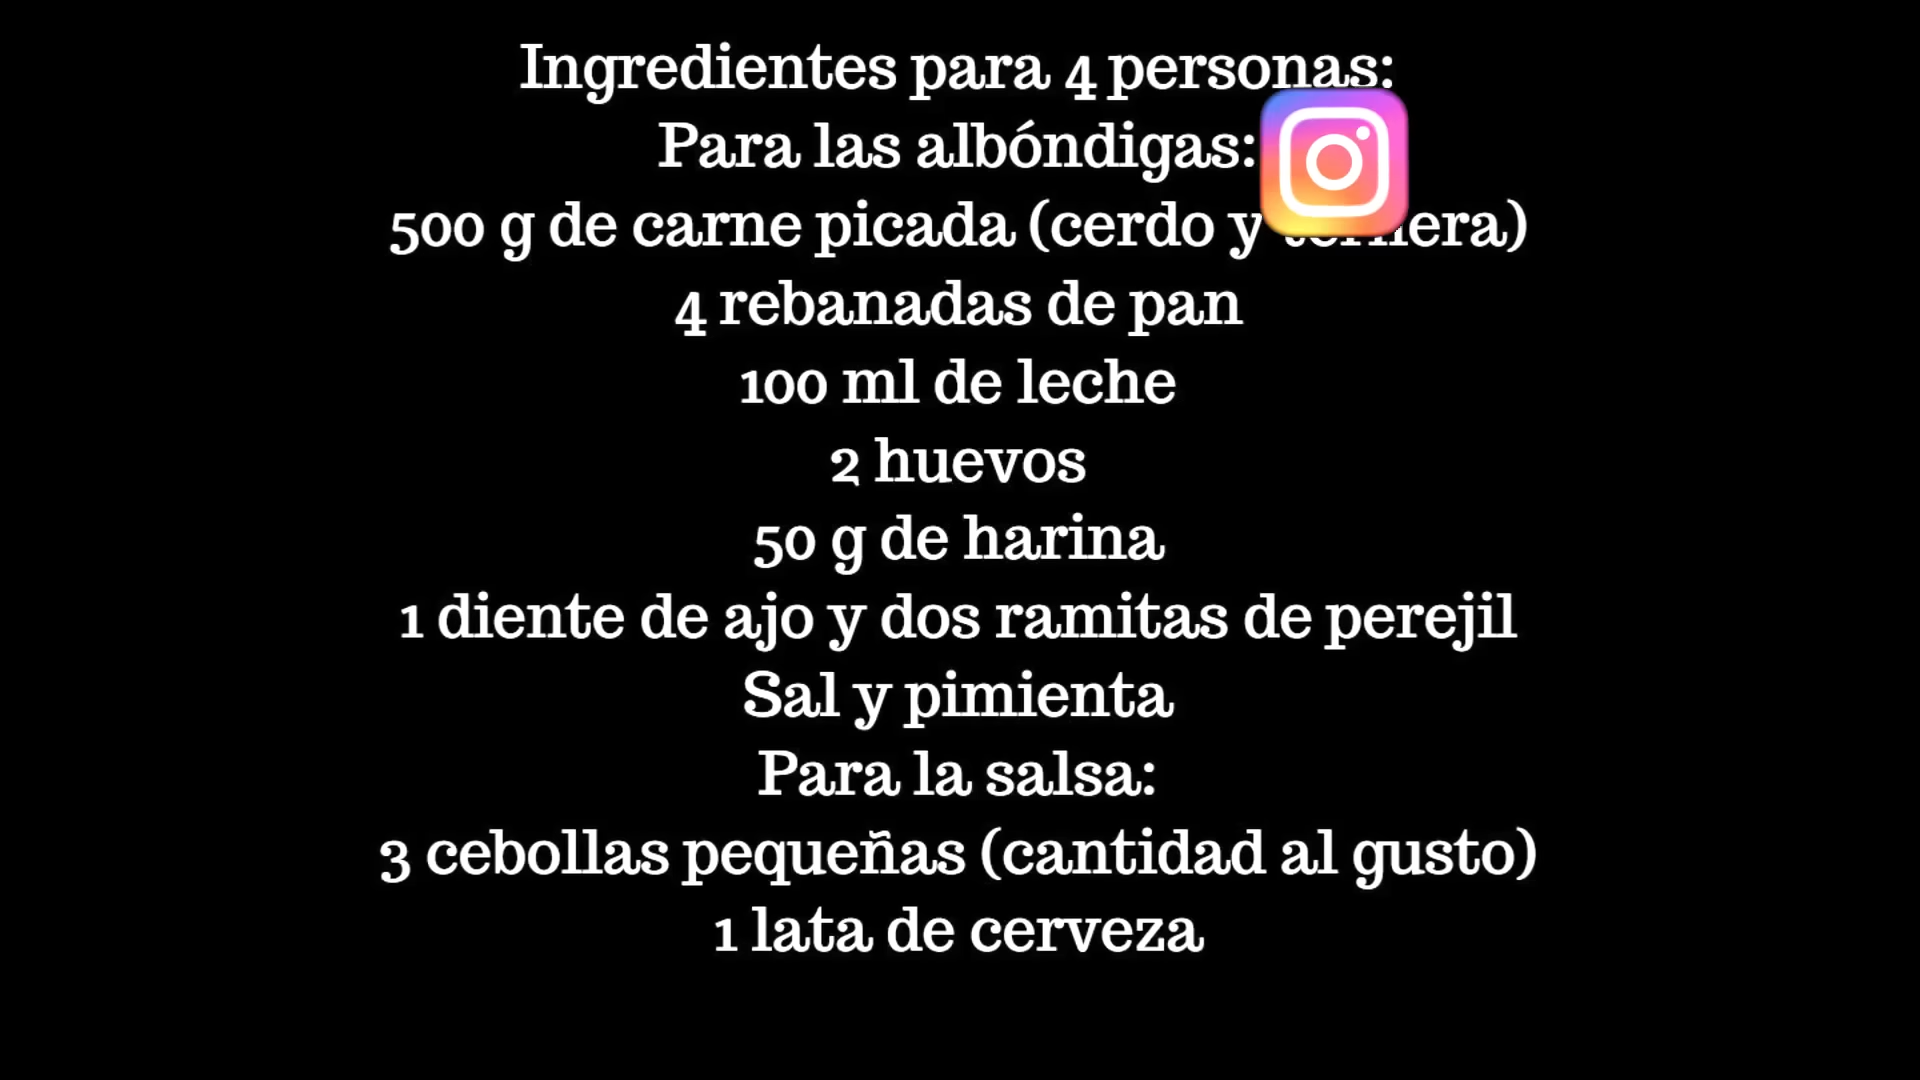 Ingredientes para 4 personas:
Para las albóndigas:
500 g de carne picada (cerdo y ternera)
4 rebanadas de pan
100 ml de leche
2 huevos
50 g de harina
1 diente de ajo y dos ramitas de perejil
Sal y pimienta
Para la salsa:
3 cebollas pequeñas (cantidad al gusto)
1 lata de cerveza